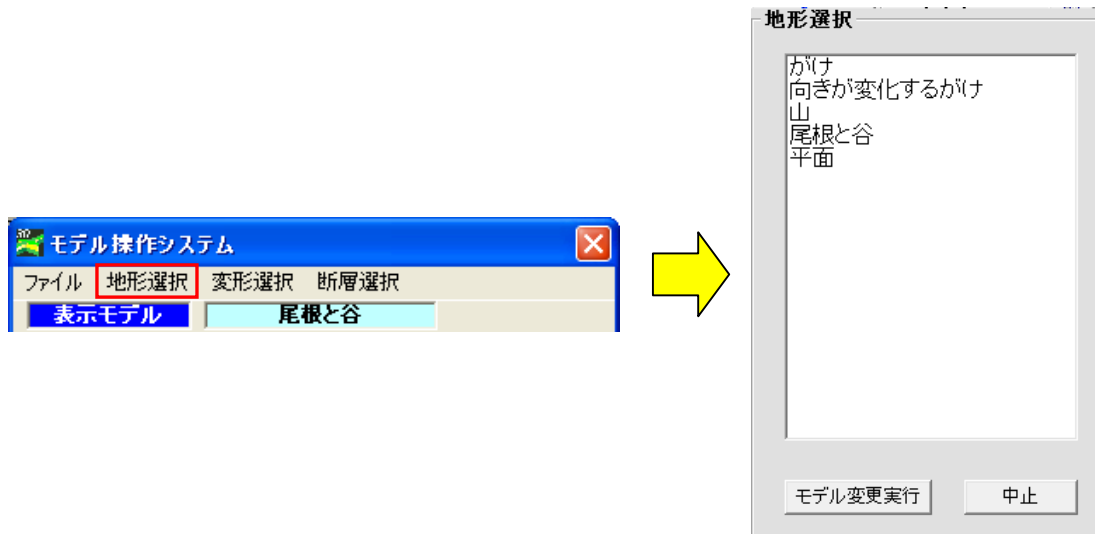 モデル操作システム
ファイル 地形選択 変形選択 断層選択
表示モデル 尾根と谷
地形選択
がけ
向きが変化するがけ
山
尾根と谷
平面
モデル変更実行 中止